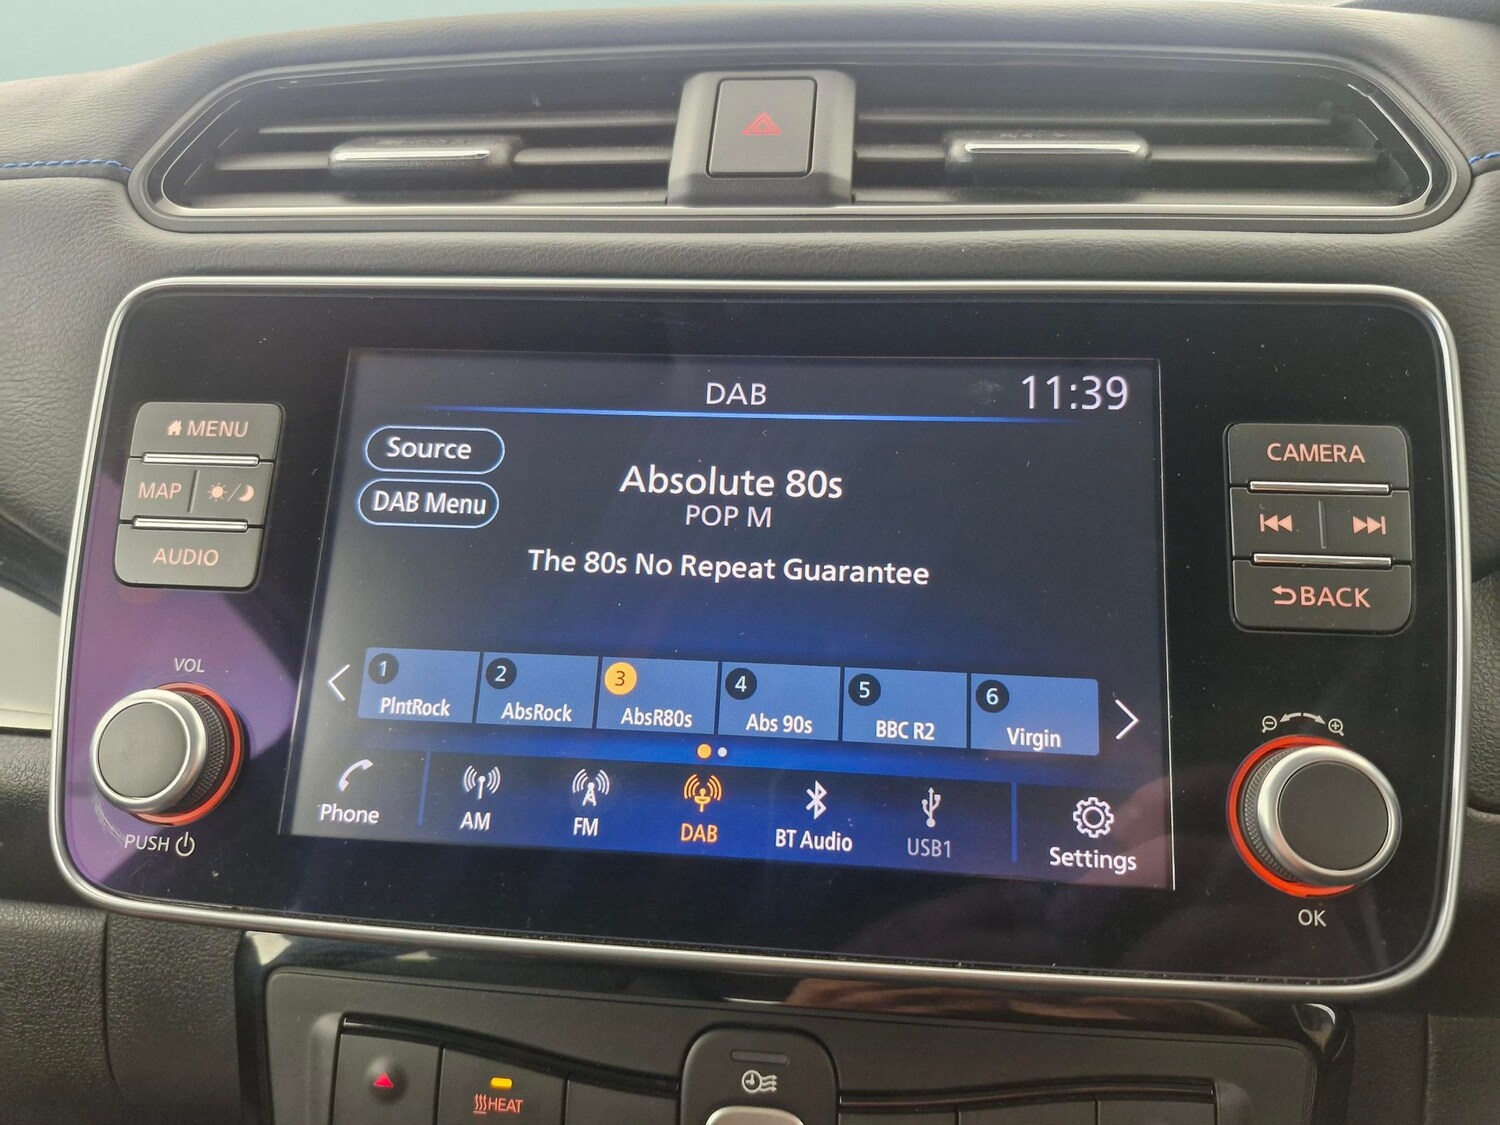 DAB
11:39
MENU
Source
Absolute 80s
CAMERA
MAP
DAB Menu
POP M
AUDIO
The 80s No Repeat Guarantee
BACK
VOL
1
PlntRock
2
AbsRock
3
AbsR80s
4
Abs 90s
5
BBC R2
6
Virgin
PUSH
Phone
AM
FM
DAB
BT Audio
USB1
Settings
OK
HEAT